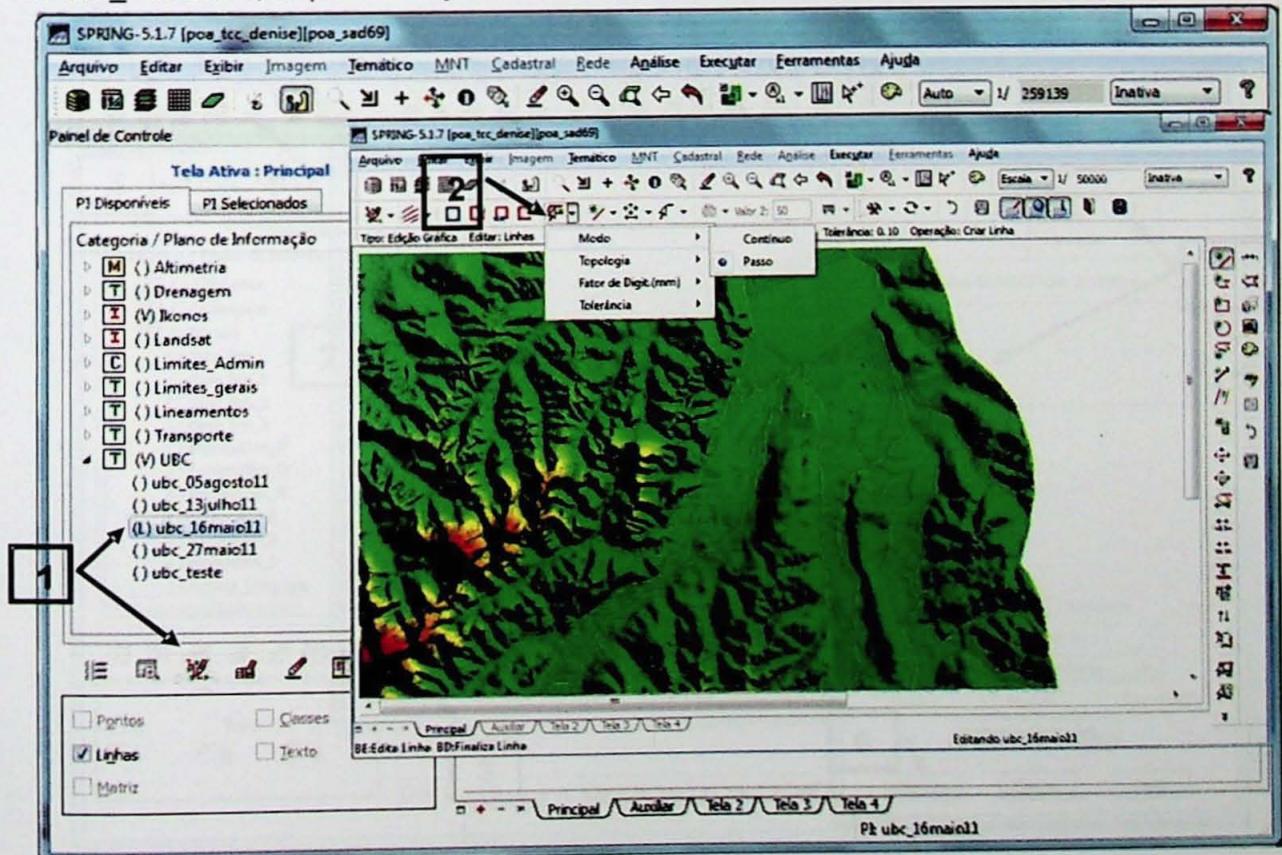 SPRING-5.1.7 [poa_tcc_denise][poa_sad69]
Arquivo Editar Exibir Imagem Temático MNT Cadastral Rede Análise Executar Ferramentas Ajuda
Auto 1/ 259139 Inativa
Painel de Controle
Tela Ativa : Principal
PI Disponíveis PI Selecionados
Categoria / Plano de Informação
M ( ) Altimetria
T ( ) Drenagem
I (V) Ikonos
I ( ) Landsat
C ( ) Limites_Admin
T ( ) Limites_gerais
T ( ) Lineamentos
T ( ) Transporte
T (V) UBC
( ) ubc_05agosto11
( ) ubc_13julho11
(L) ubc_16maio11
( ) ubc_27maio11
( ) ubc_teste
1
Pontos Classes
Linhas Texto
Matriz
SPRING-5.1.7 [poa_tcc_denise][poa_sad69]
Arquivo Imagem Temático MNT Cadastral Rede Análise Executar Ferramentas Ajuda
2
Escala 1/ 50000 Inativa
Valor Z: 50
Tipo: Edição Gráfica Editar: Linhas Tolerância: 0.10 Operação: Criar Linha
Modo
Topologia
Fator de Digit.(mm)
Tolerância
Contínuo
Passo
Principal Auxiliar Tela 2 Tela 3 Tela 4
BE:Edita Linha BD:Finaliza Linha Editando ubc_16maio11
Principal Auxiliar Tela 2 Tela 3 Tela 4
PI: ubc_16maio11